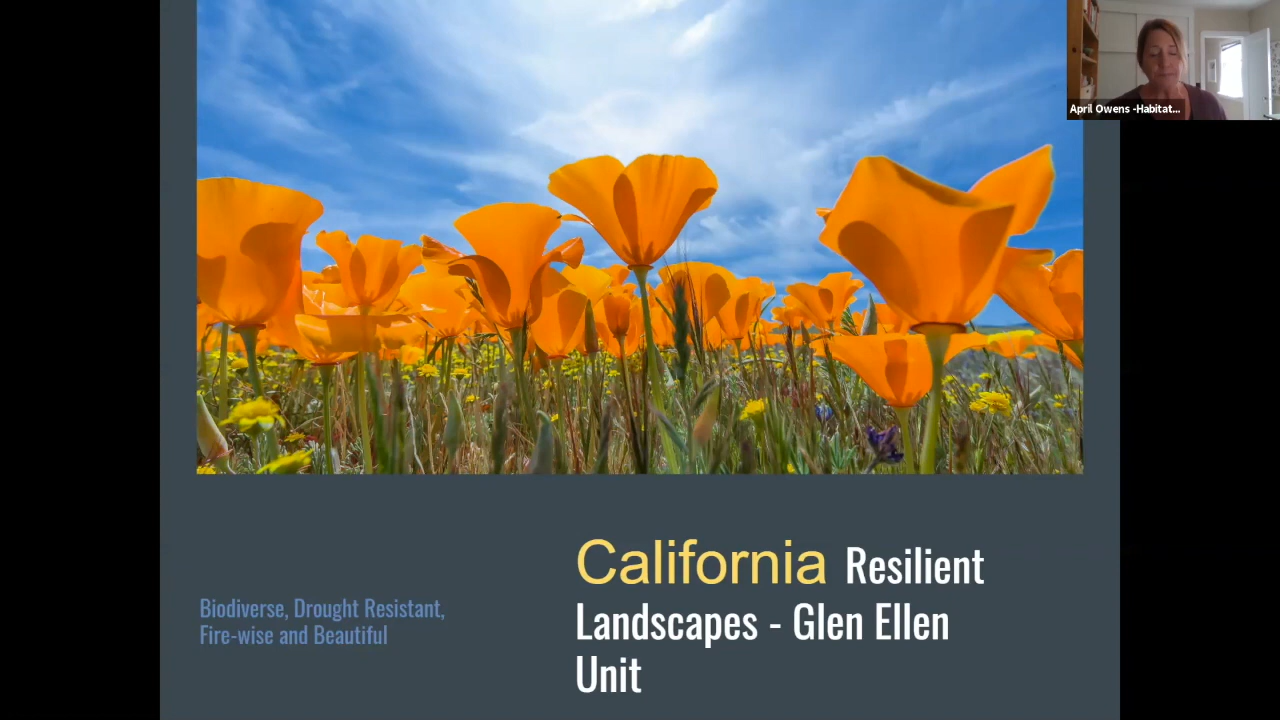 April Owens -Habitat...
California Resilient
Landscapes - Glen Ellen
Unit
Biodiverse, Drought Resistant,
Fire-wise and Beautiful